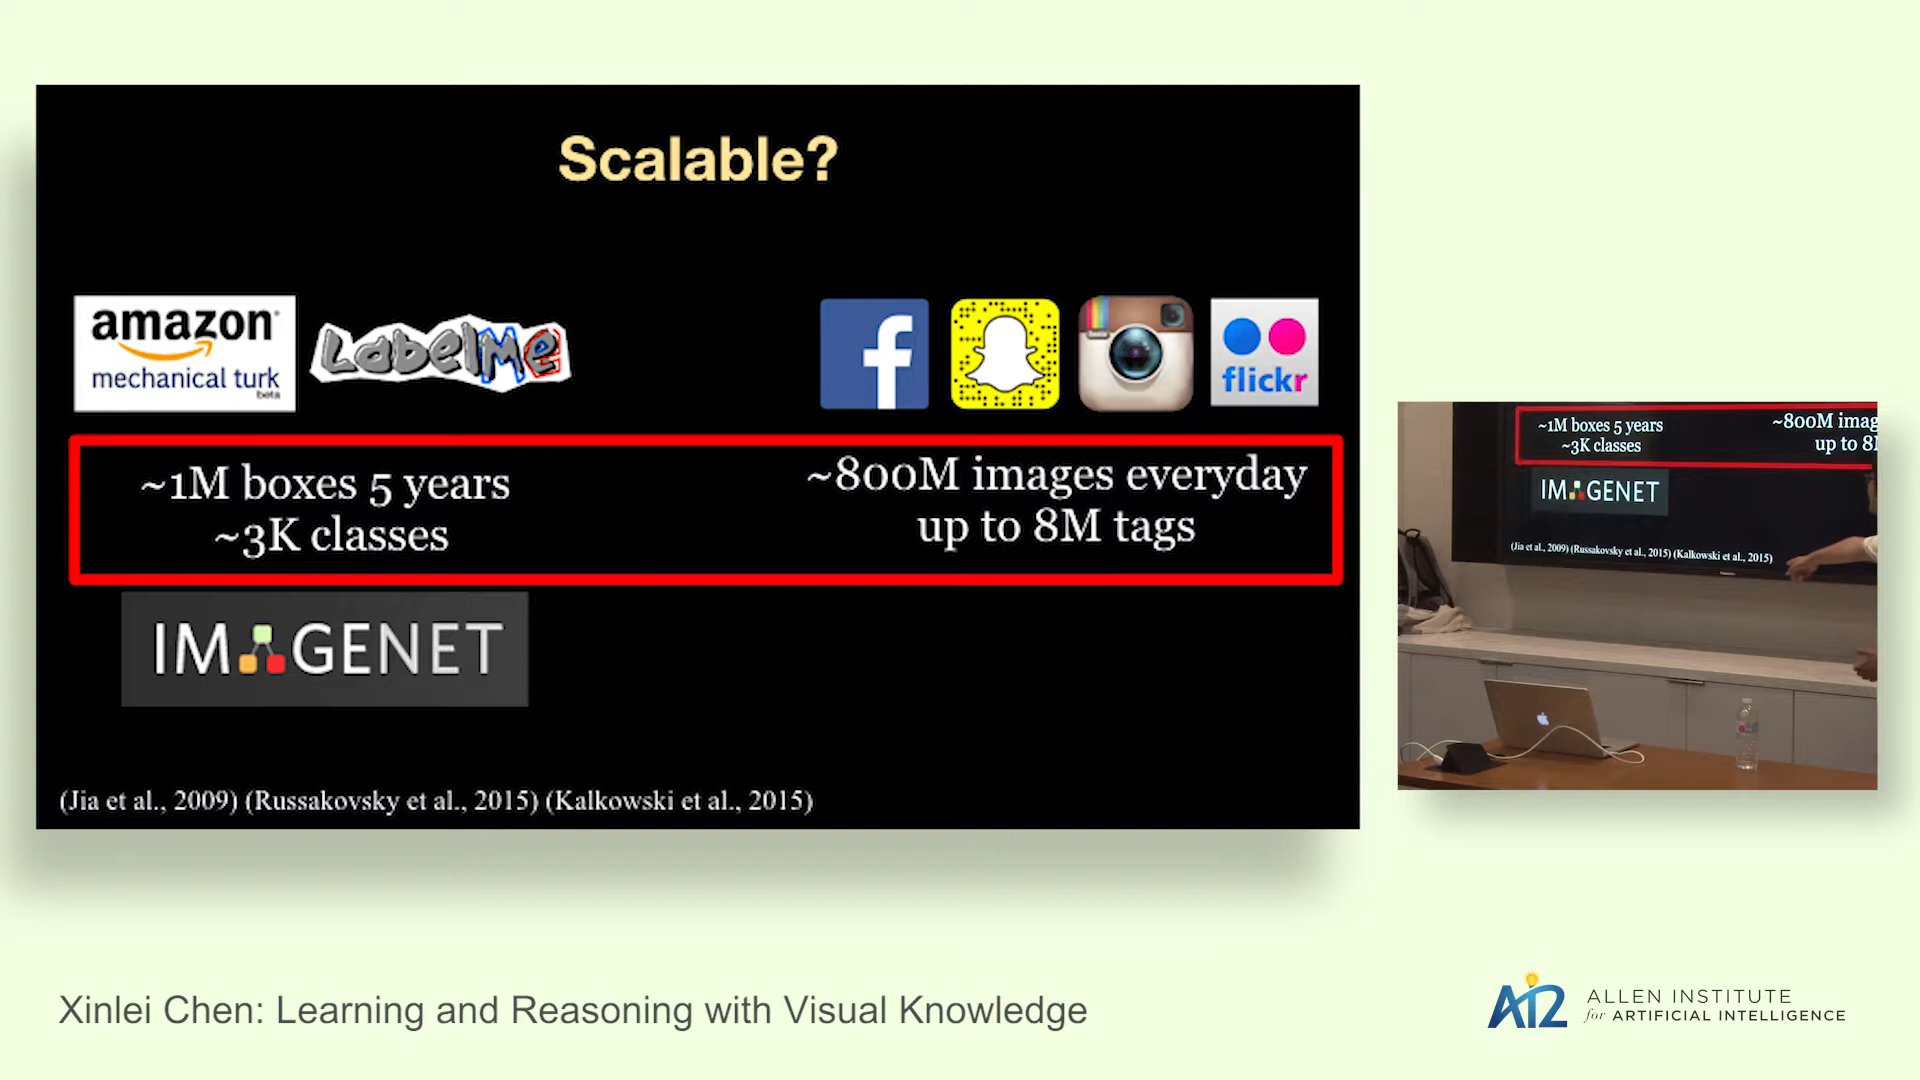 Scalable?
amazon
mechanical turk
beta
LabelMe
f
flickr
~1M boxes 5 years
~3K classes
~800M images everyday
up to 8M tags
IMAGENET
(Jia et al., 2009) (Russakovsky et al., 2015) (Kalkowski et al., 2015)
~1M boxes 5 years
~3K classes
~800M imag
up to 8
IMAGENET
(Jia et al., 2009) (Russakovsky et al., 2015) (Kalkowski et al., 2015)
Xinlei Chen: Learning and Reasoning with Visual Knowledge
AI2
ALLEN INSTITUTE
for ARTIFICIAL INTELLIGENCE